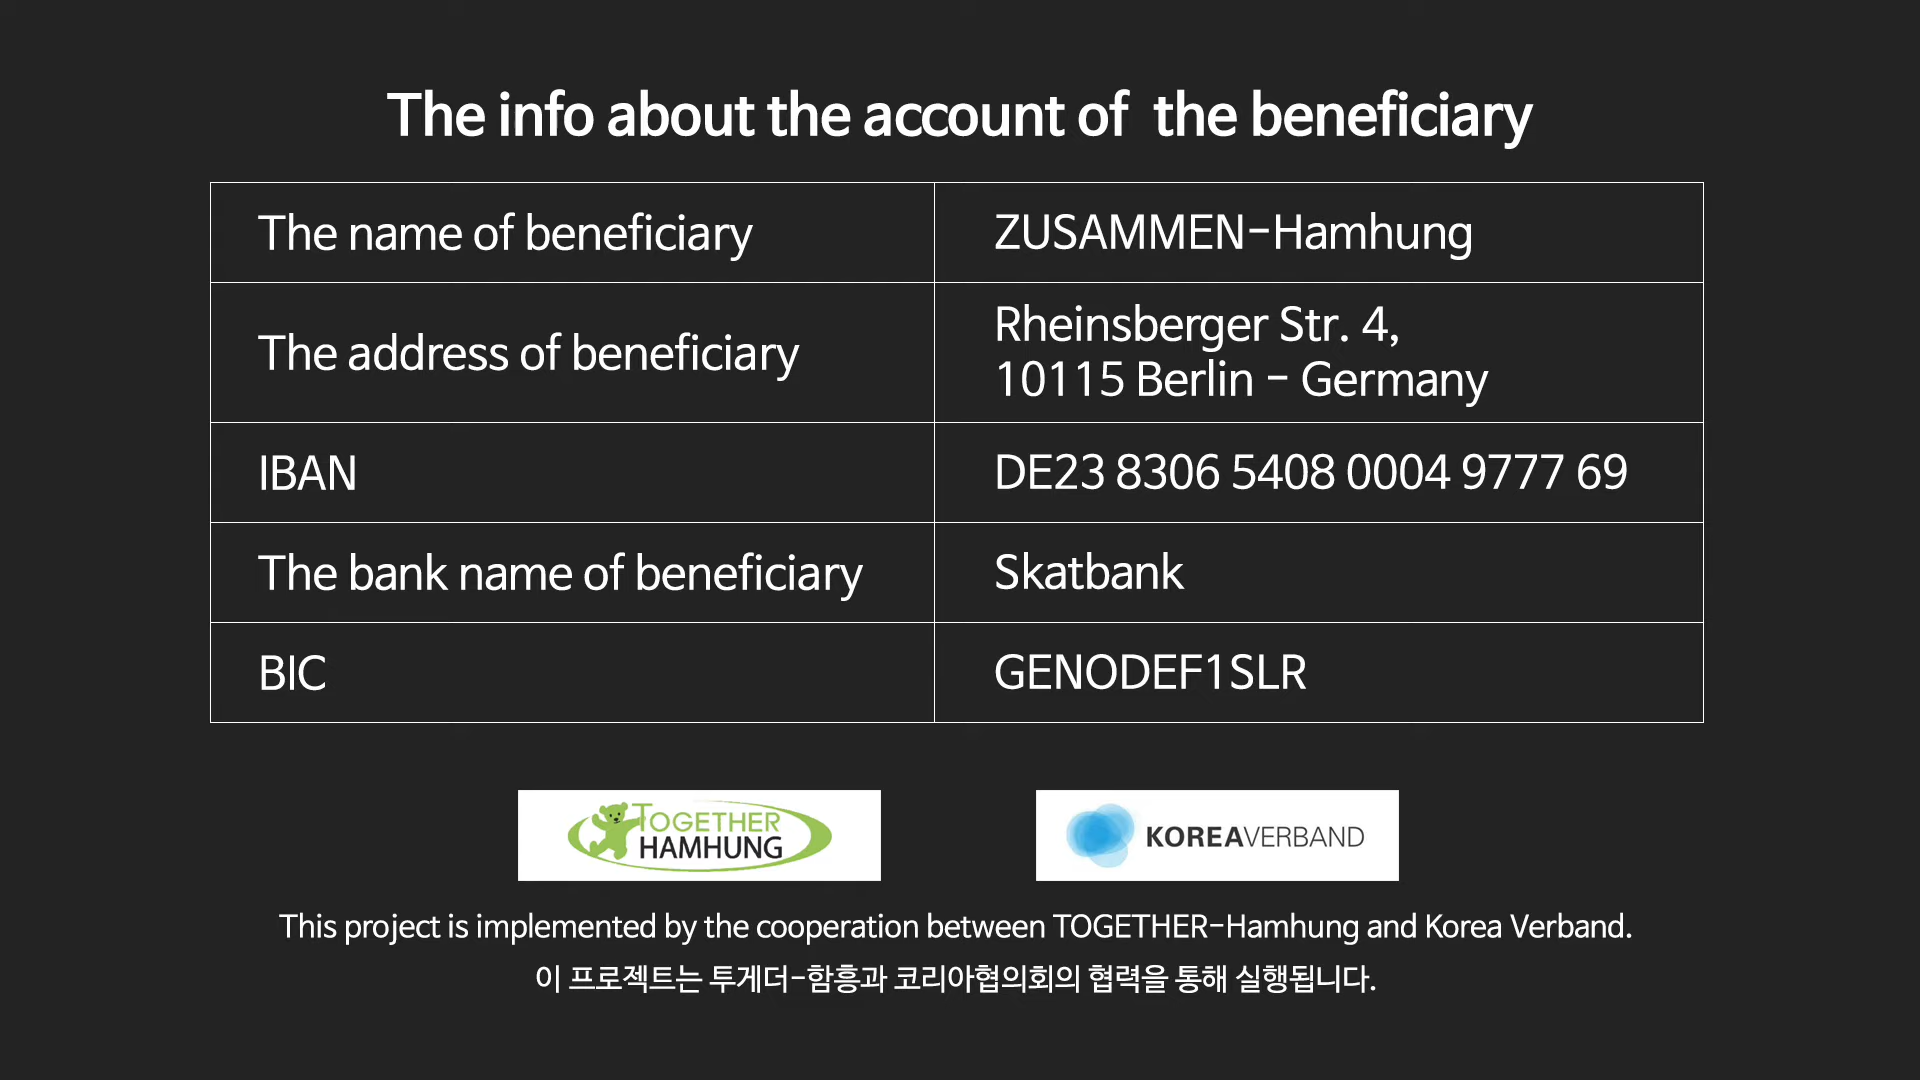 The info about the account of  the beneficiary
The name of beneficiary
ZUSAMMEN-Hamhung
The address of beneficiary
Rheinsberger Str. 4,
10115 Berlin - Germany
IBAN
DE23 8306 5408 0004 9777 69
The bank name of beneficiary
Skatbank
BIC
GENODEF1SLR
TOGETHER
HAMHUNG
KOREAVERBAND
This project is implemented by the cooperation between TOGETHER-Hamhung and Korea Verband.
이 프로젝트는 투게더-함흥과 코리아협의회의 협력을 통해 실행됩니다.